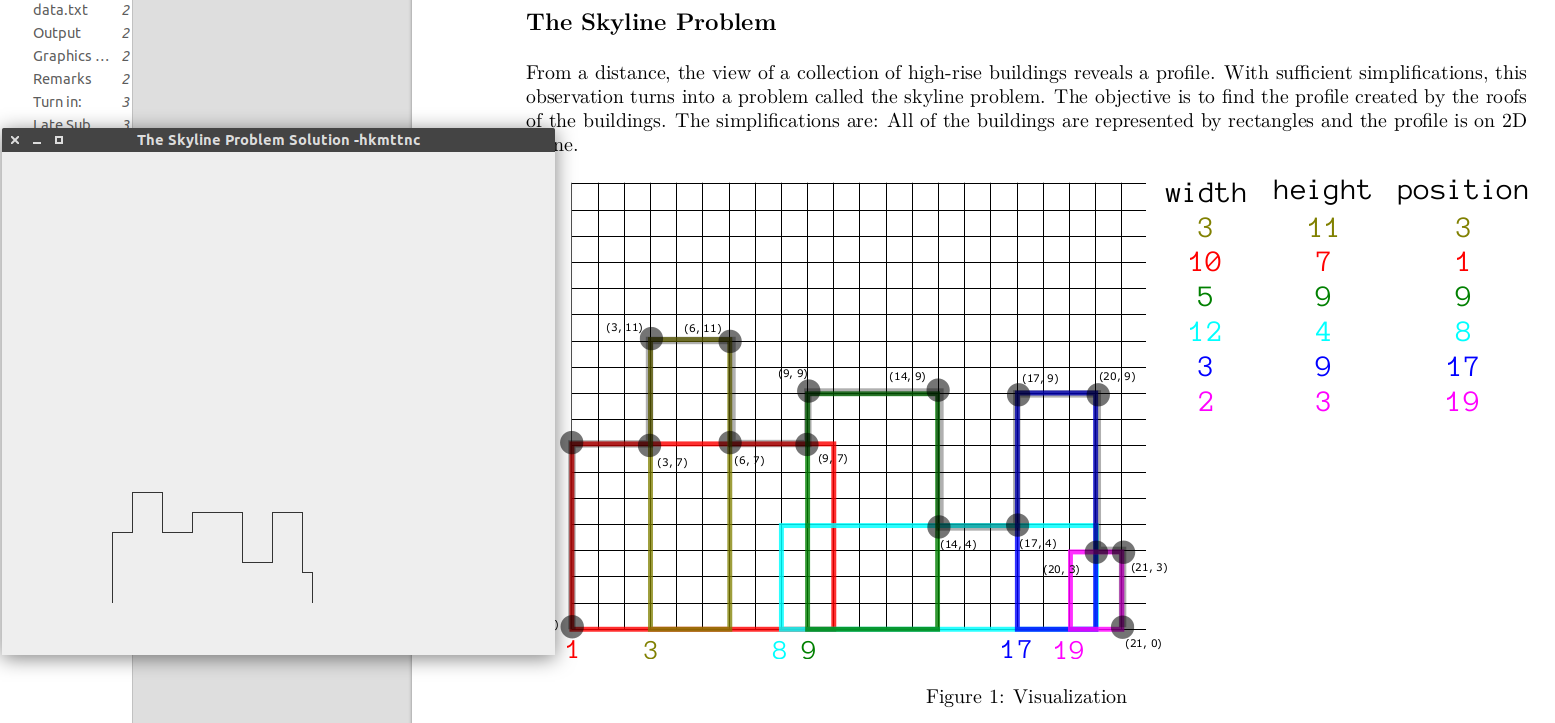 data.txt 2
Output 2
Graphics ... 2
Remarks 2
Turn in: 3
Late Sub 3
The Skyline Problem Solution -hkmttnc
The Skyline Problem
From a distance, the view of a collection of high-rise buildings reveals a profile. With sufficient simplifications, this
observation turns into a problem called the skyline problem. The objective is to find the profile created by the roofs
of the buildings. The simplifications are: All of the buildings are represented by rectangles and the profile is on 2D
ne.
width height position
3 11 3
10 7 1
5 9 9
12 4 8
3 9 17
2 3 19
(3, 11) (6, 11)
(9, 9) (14, 9) (17, 9) (20, 9)
(3, 7) (6, 7) (9, 7)
(14, 4) (17, 4)
(20, 3) (21, 3)
)
(21, 0)
1 3 8 9 17 19
Figure 1: Visualization